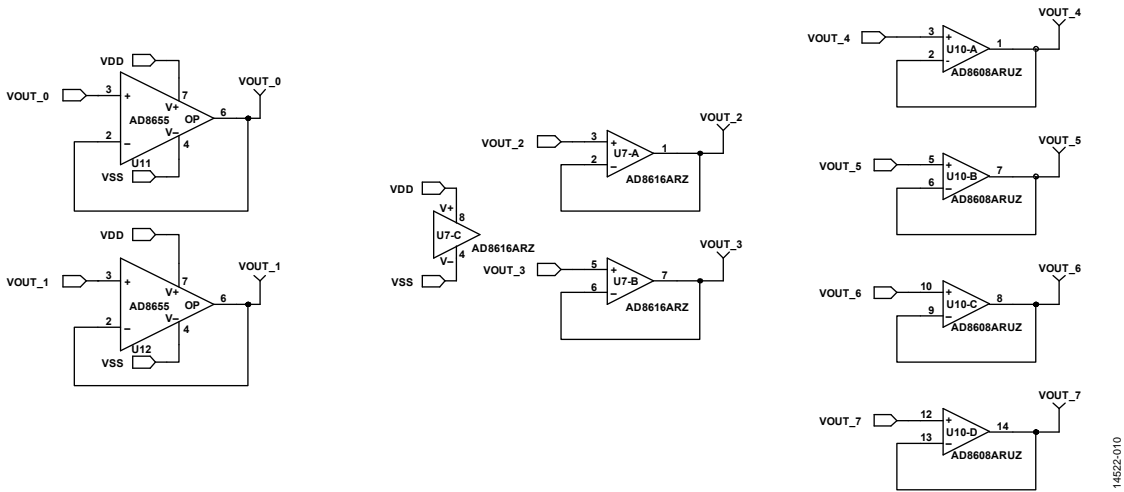 VDD
VOUT_0
VOUT_0
3
+
7
V+
AD8655
OP
6
2
−
V−
4
U11
VSS
VDD
VOUT_1
VOUT_1
3
+
7
V+
AD8655
OP
6
2
−
V−
4
U12
VSS
VOUT_2
VOUT_2
3
+
U7-A
1
2
−
AD8616ARZ
VDD
V+
8
U7-C
AD8616ARZ
V−
4
VSS
VOUT_3
VOUT_3
5
+
U7-B
7
6
−
AD8616ARZ
VOUT_4
VOUT_4
3
+
U10-A
1
2
-
AD8608ARUZ
VOUT_5
VOUT_5
5
+
U10-B
7
6
−
AD8608ARUZ
VOUT_6
VOUT_6
10
+
U10-C
8
9
−
AD8608ARUZ
VOUT_7
VOUT_7
12
+
U10-D
14
13
−
AD8608ARUZ
14522-010